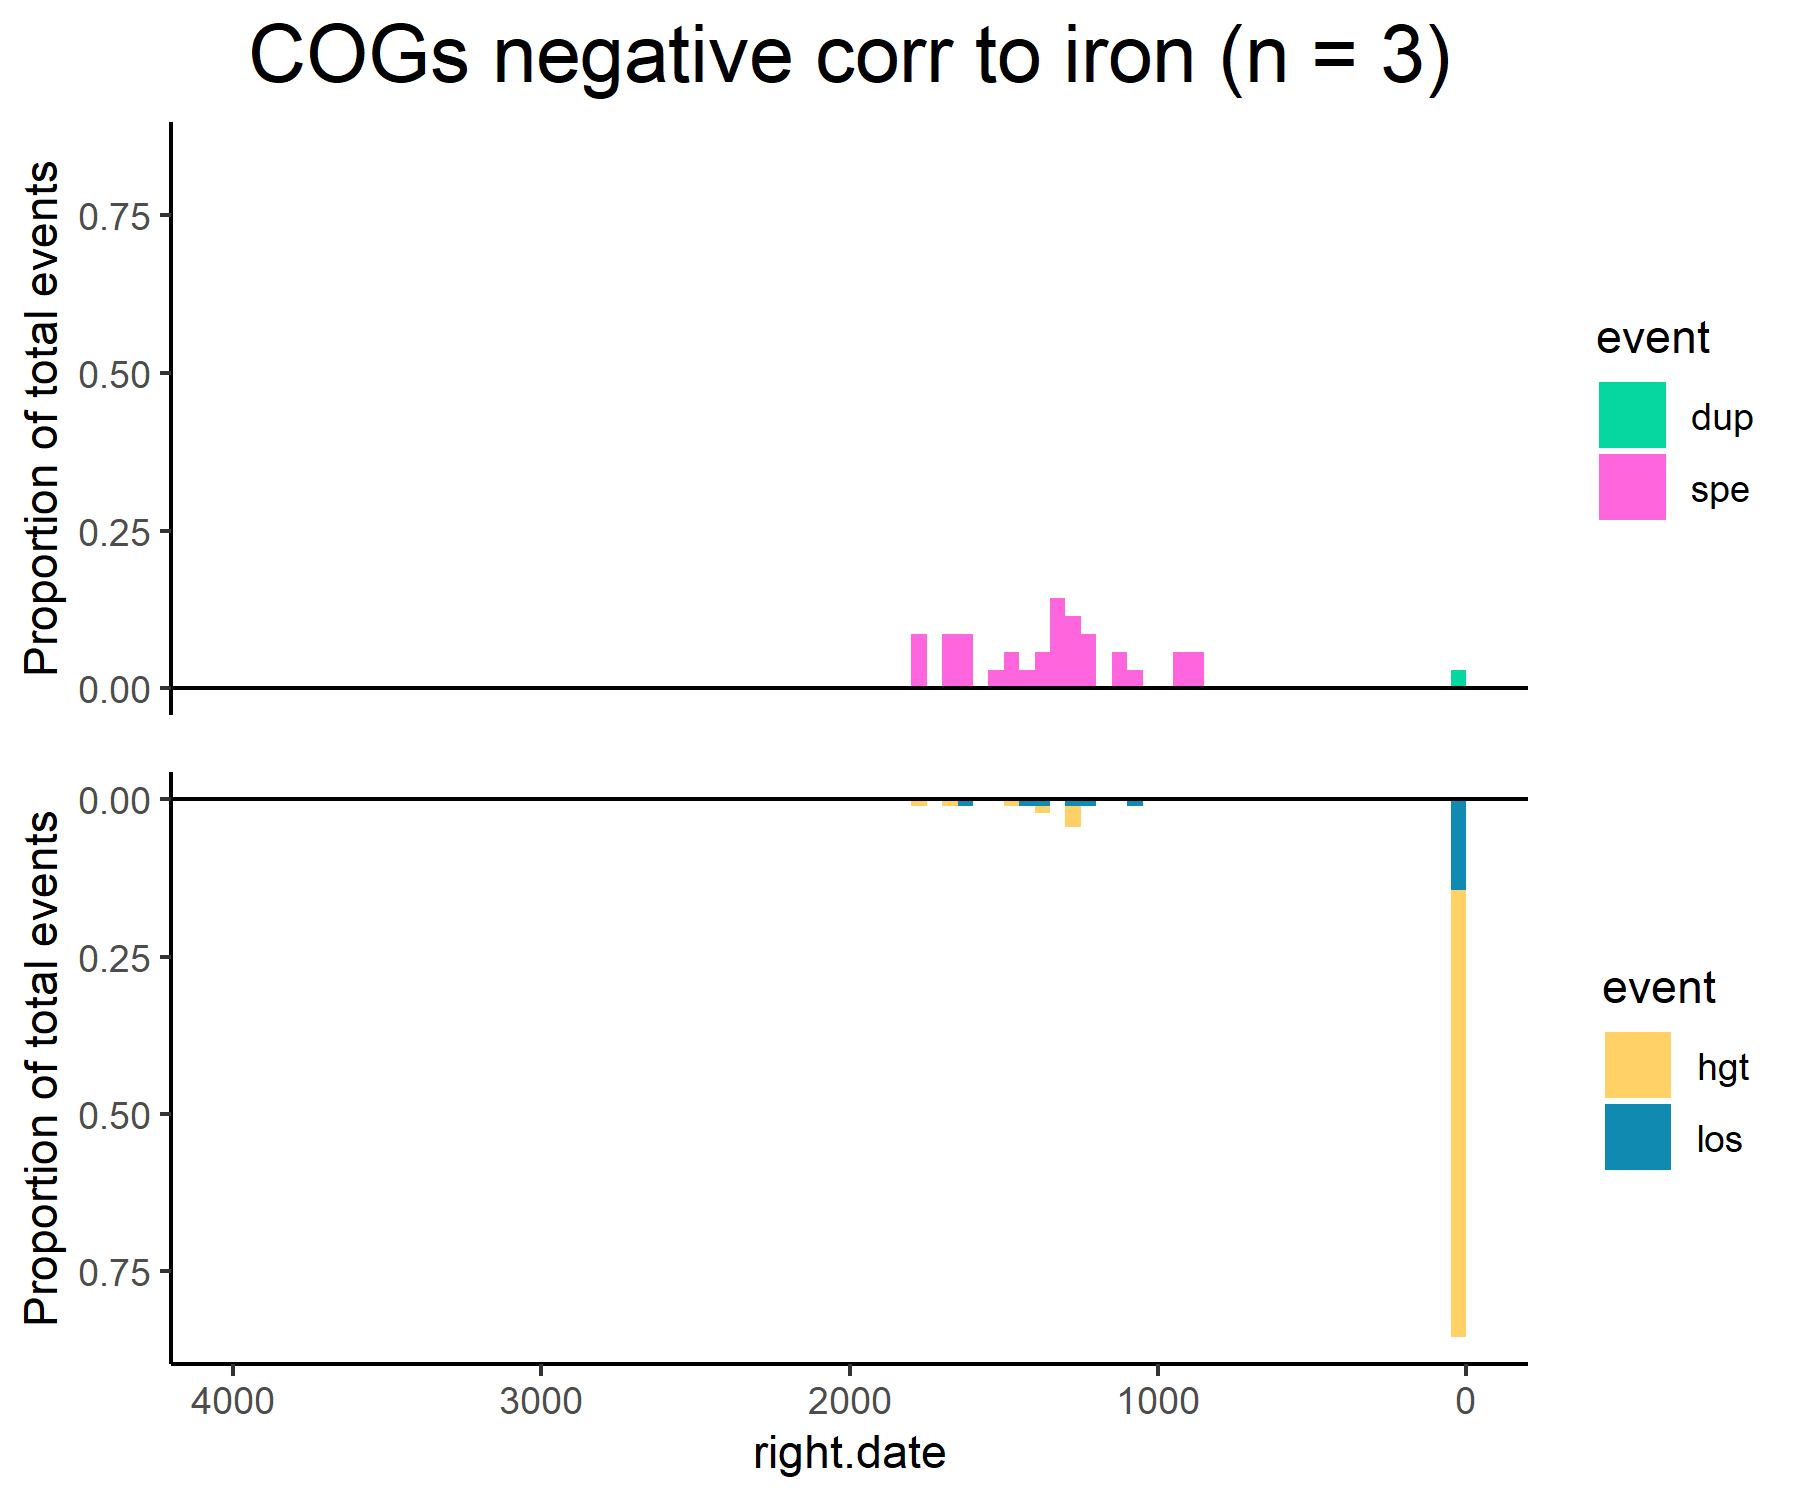 COGs negative corr to iron (n = 3)
Proportion of total events
0.75
0.50
0.25
0.00
event
dup
spe
Proportion of total events
0.00
0.25
0.50
0.75
event
hgt
los
4000 3000 2000 1000 0
right.date